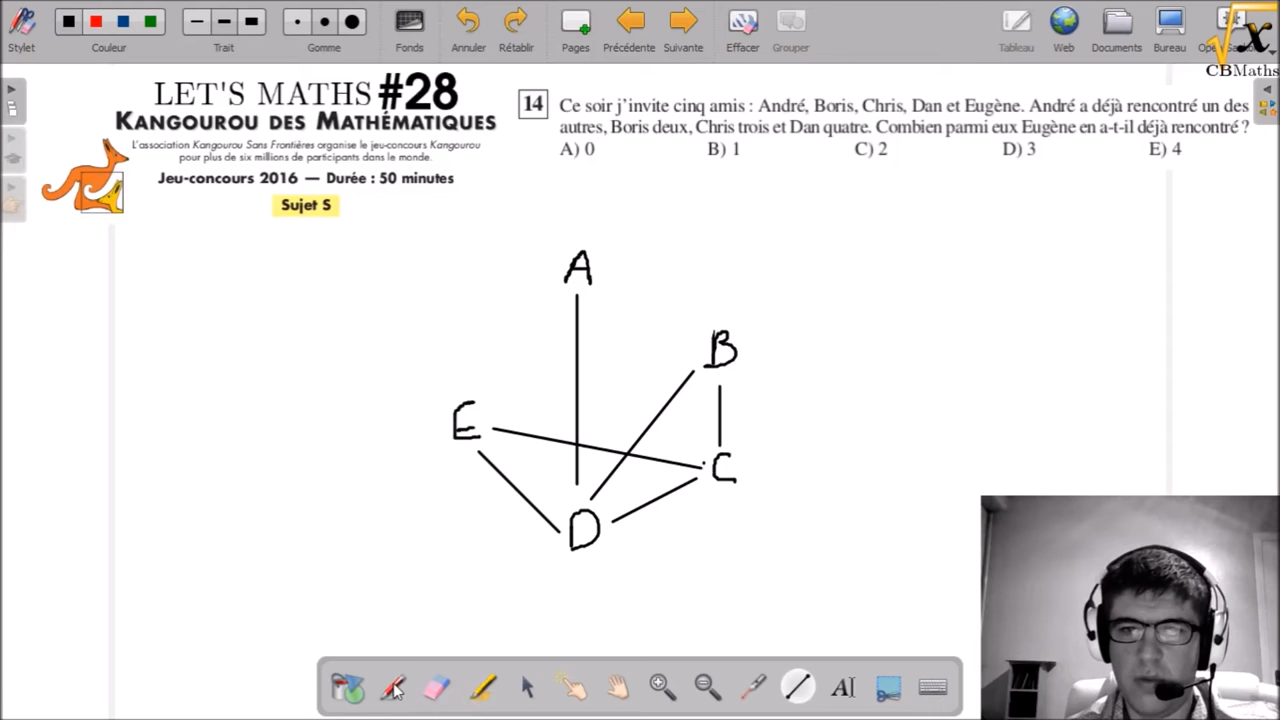 Stylet
Couleur
Trait
Gomme
Fonds
Annuler
Rétablir
Pages
Précédente
Suivante
Effacer
Grouper
Tableau
Web
Documents
Bureau
√x
CBMaths
LET'S MATHS #28
KANGOUROU DES MATHÉMATIQUES
L'association Kangourou Sans Frontières organise le jeu-concours Kangourou
pour plus de six millions de participants dans le monde.
Jeu-concours 2016 — Durée : 50 minutes
Sujet S
14 Ce soir j'invite cinq amis : André, Boris, Chris, Dan et Eugène. André a déjà rencontré un des
autres, Boris deux, Chris trois et Dan quatre. Combien parmi eux Eugène en a-t-il déjà rencontré ?
A) 0 B) 1 C) 2 D) 3 E) 4
A
B
E
C
D
AI